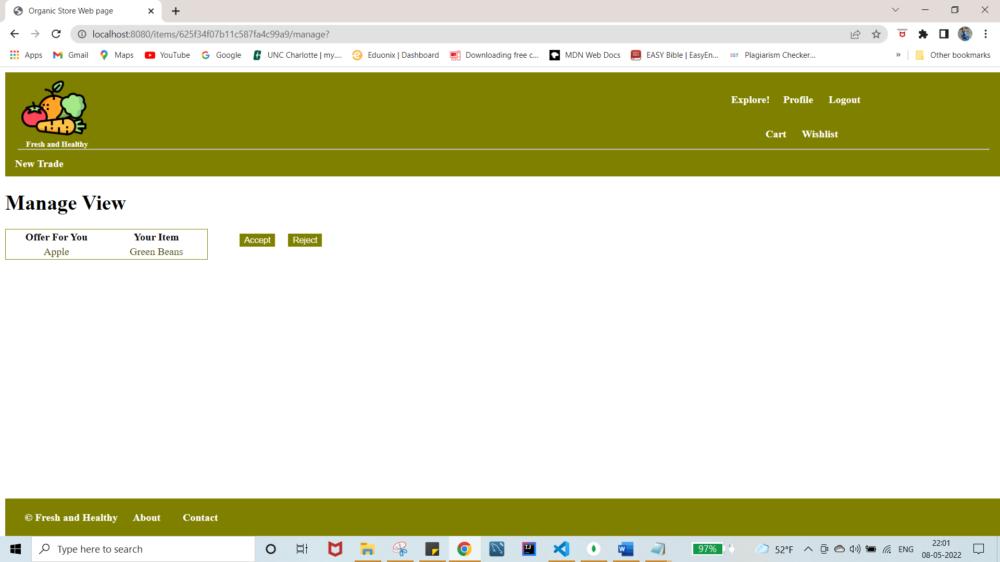 Organic Store Web page
localhost:8080/items/625f34f07b11c587fa4c99a9/manage?
Apps Gmail Maps YouTube Google UNC Charlotte | my.... Eduonix | Dashboard Downloading free c... MDN Web Docs EASY Bible | EasyEn... SST Plagiarism Checker... » Other bookmarks
Explore! Profile Logout
Cart Wishlist
Fresh and Healthy
New Trade
Manage View
Offer For You Your Item
Apple Green Beans
Accept Reject
© Fresh and Healthy About Contact
Type here to search
97% 52°F ENG
22:01
08-05-2022